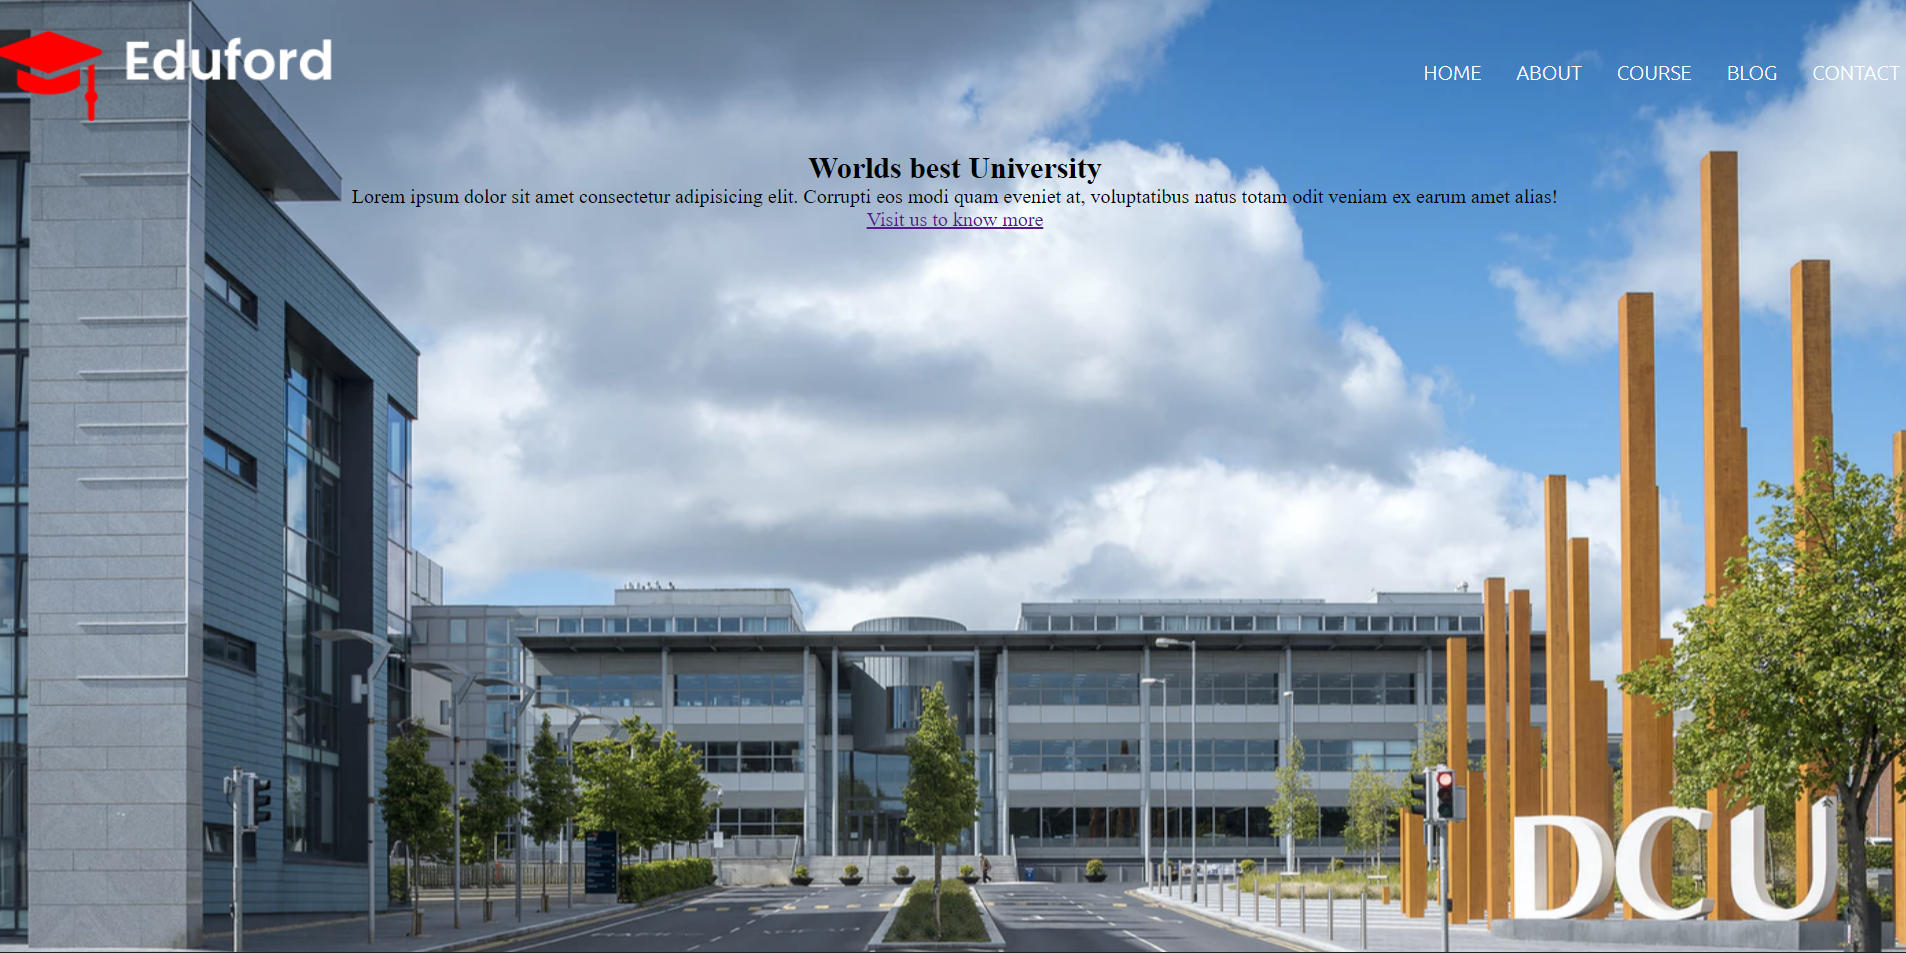 Eduford
HOME ABOUT COURSE BLOG CONTACT
Worlds best University
Lorem ipsum dolor sit amet consectetur adipisicing elit. Corrupti eos modi quam eveniet at, voluptatibus natus totam odit veniam ex earum amet alias!
Visit us to know more
DCU